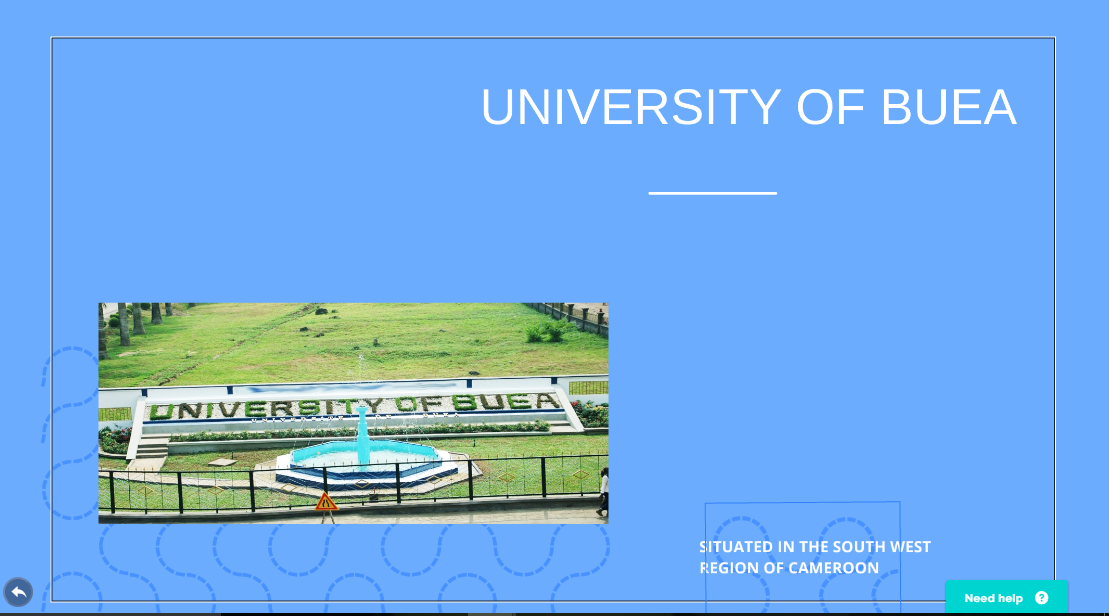 UNIVERSITY OF BUEA
UNIVERSITY OF BUEA
SITUATED IN THE SOUTH WEST
REGION OF CAMEROON
Need help ?